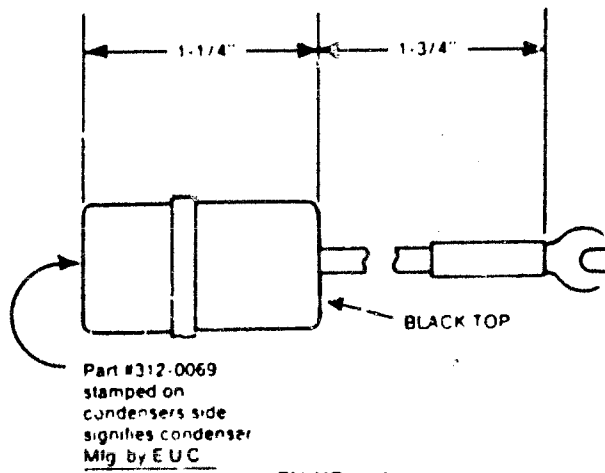 1-1/4" 1-3/4"
BLACK TOP
Part #312-0069
stamped on
condensers side
signifies condenser
Mfg by E U C